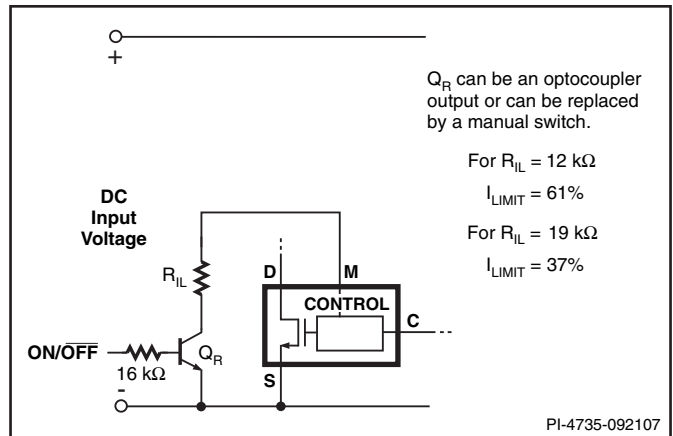 +
Q_R can be an optocoupler
output or can be replaced
by a manual switch.
For R_IL = 12 kΩ
I_LIMIT = 61%
For R_IL = 19 kΩ
I_LIMIT = 37%
DC
Input
Voltage
R_IL
D
M
CONTROL
C
ON/O̅F̅F̅
16 kΩ
Q_R
S
-
PI-4735-092107